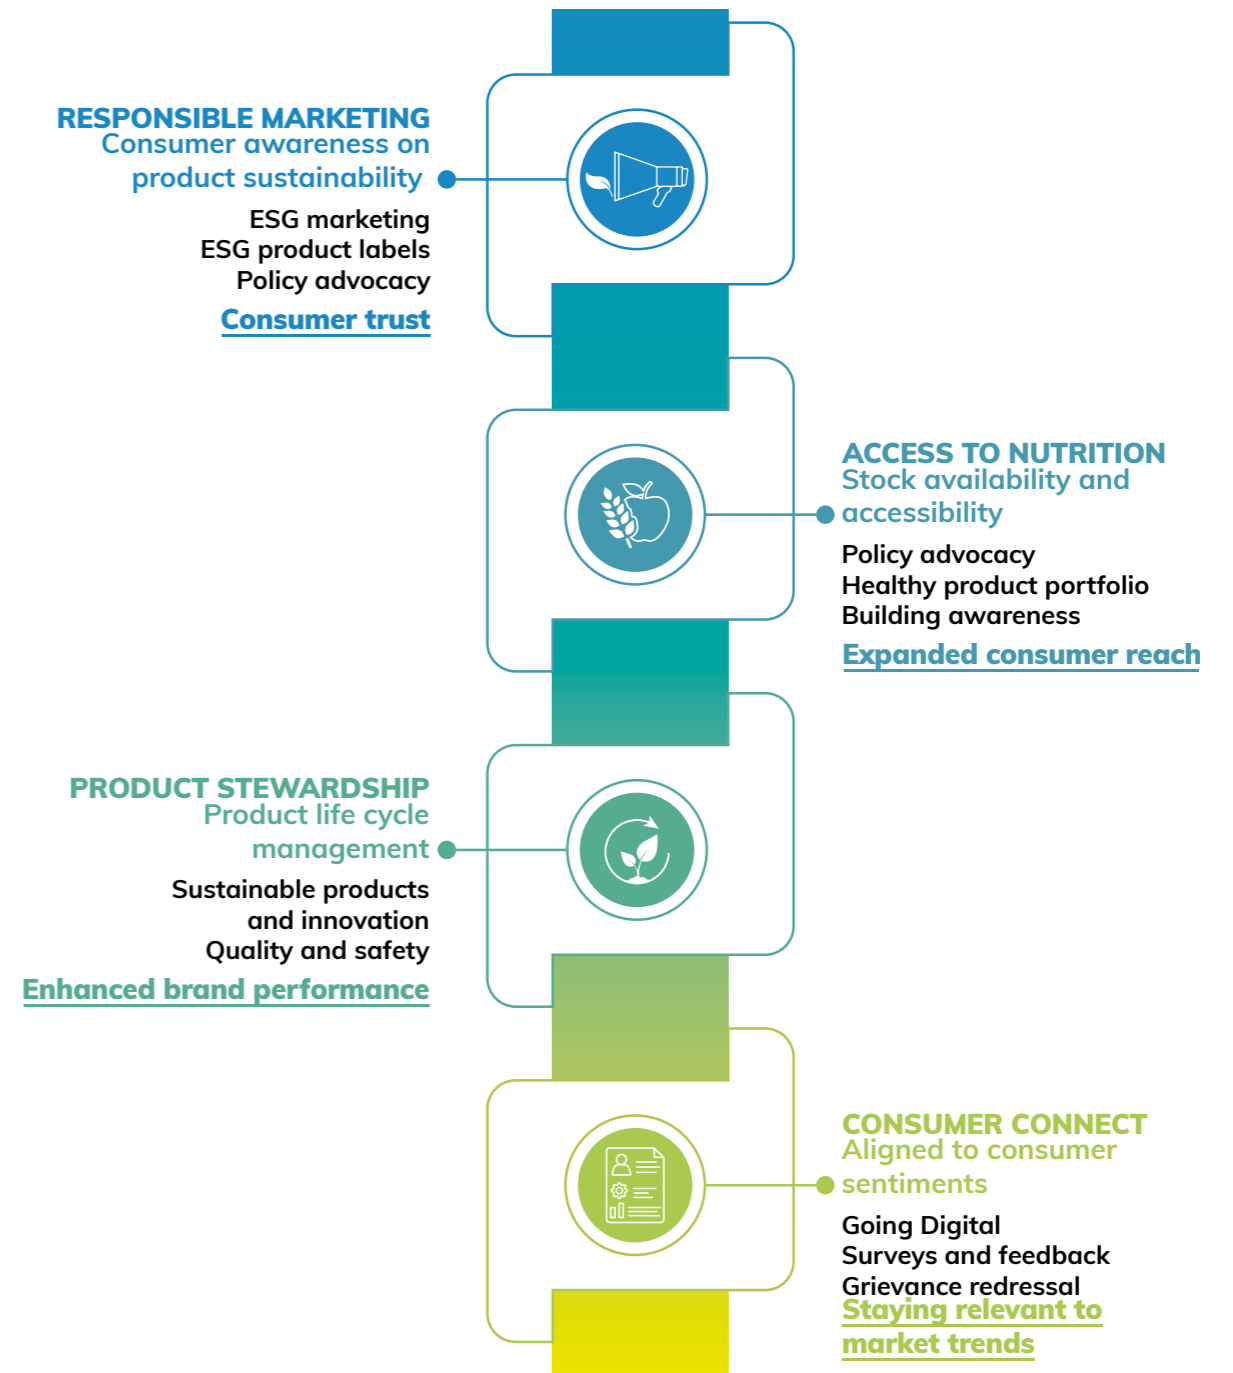 RESPONSIBLE MARKETING
Consumer awareness on
product sustainability
ESG marketing
ESG product labels
Policy advocacy
Consumer trust
ACCESS TO NUTRITION
Stock availability and
accessibility
Policy advocacy
Healthy product portfolio
Building awareness
Expanded consumer reach
PRODUCT STEWARDSHIP
Product life cycle
management
Sustainable products
and innovation
Quality and safety
Enhanced brand performance
CONSUMER CONNECT
Aligned to consumer
sentiments
Going Digital
Surveys and feedback
Grievance redressal
Staying relevant to
market trends